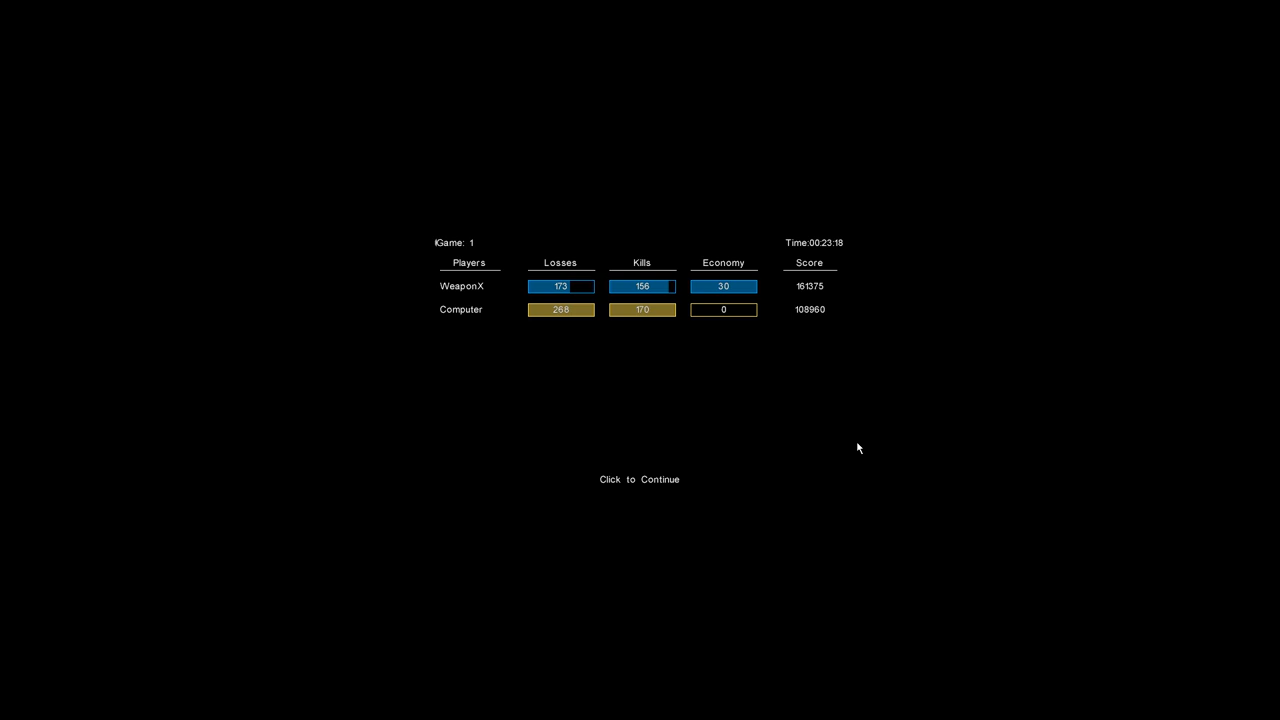 Game: 1 Time:00:23:18
Players Losses Kills Economy Score
WeaponX 173 156 30 161375
Computer 268 170 0 108960
Click to Continue